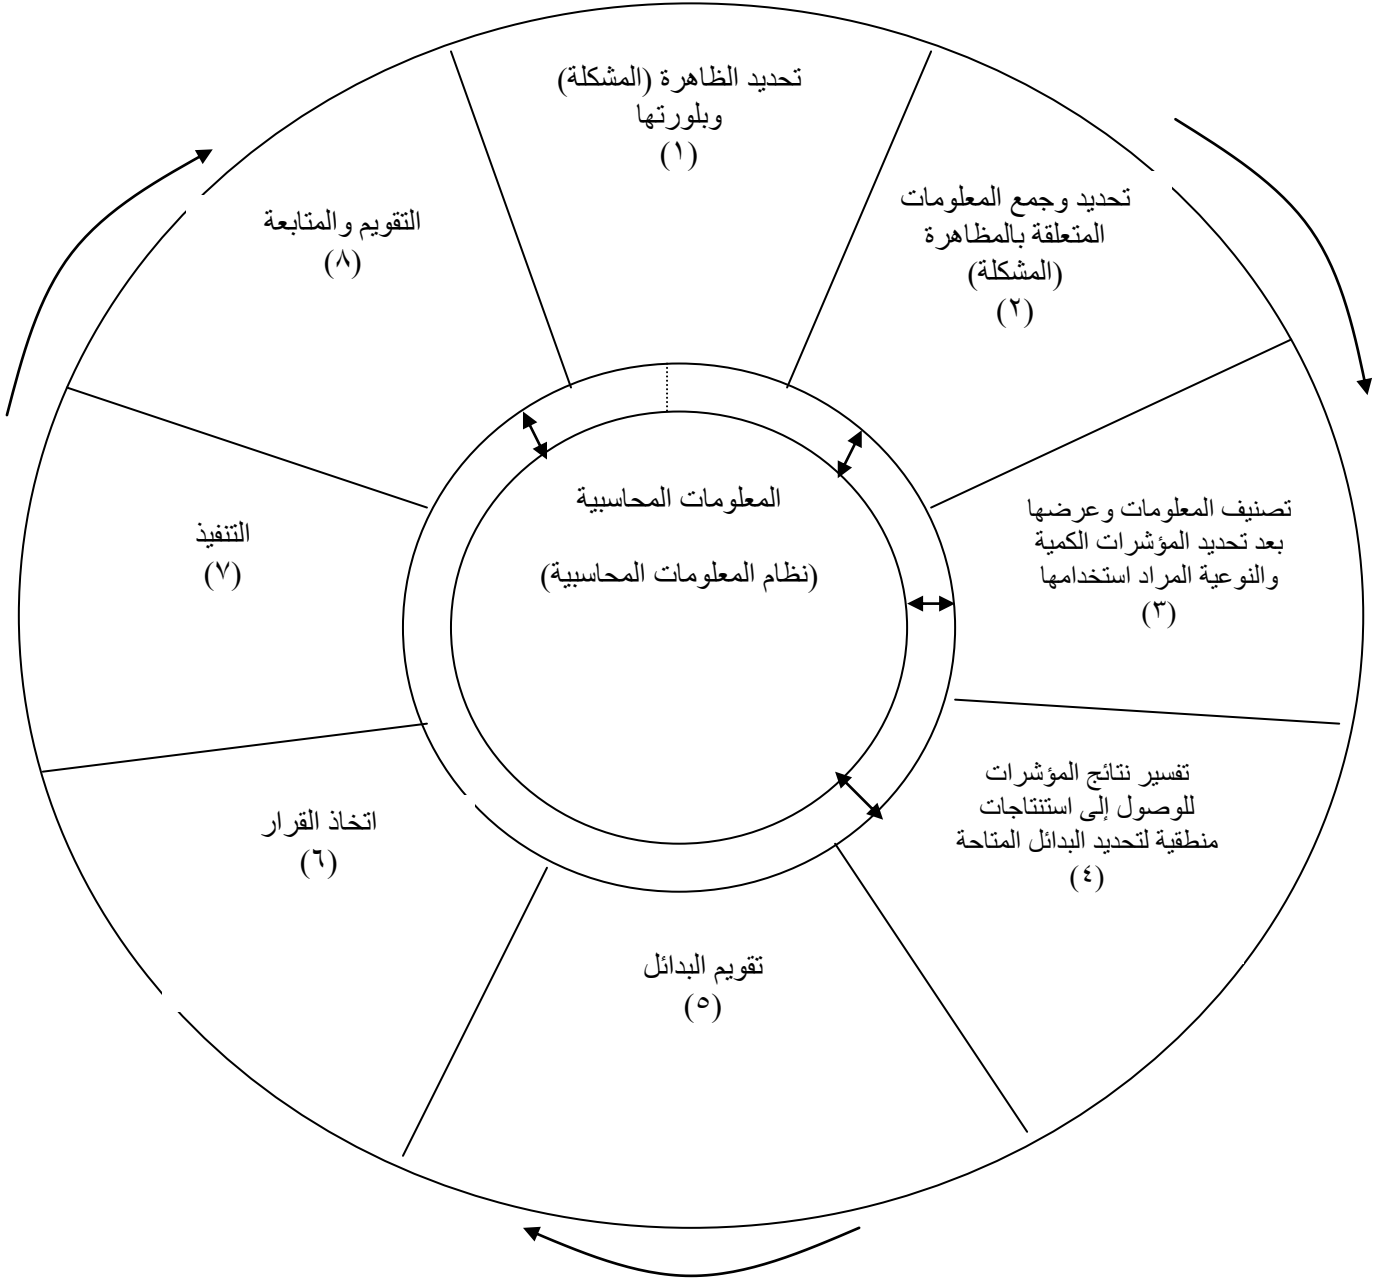 تحديد الظاهرة (المشكلة)
وبلورتها
(١)
تحديد وجمع المعلومات
المتعلقة بالمظاهرة
(المشكلة)
(٢)
تصنيف المعلومات وعرضها
بعد تحديد المؤشرات الكمية
والنوعية المراد استخدامها
(٣)
تفسير نتائج المؤشرات
للوصول إلى استنتاجات
منطقية لتحديد البدائل المتاحة
(٤)
تقويم البدائل
(٥)
اتخاذ القرار
(٦)
التنفيذ
(٧)
التقويم والمتابعة
(٨)
المعلومات المحاسبية
(نظام المعلومات المحاسبية)